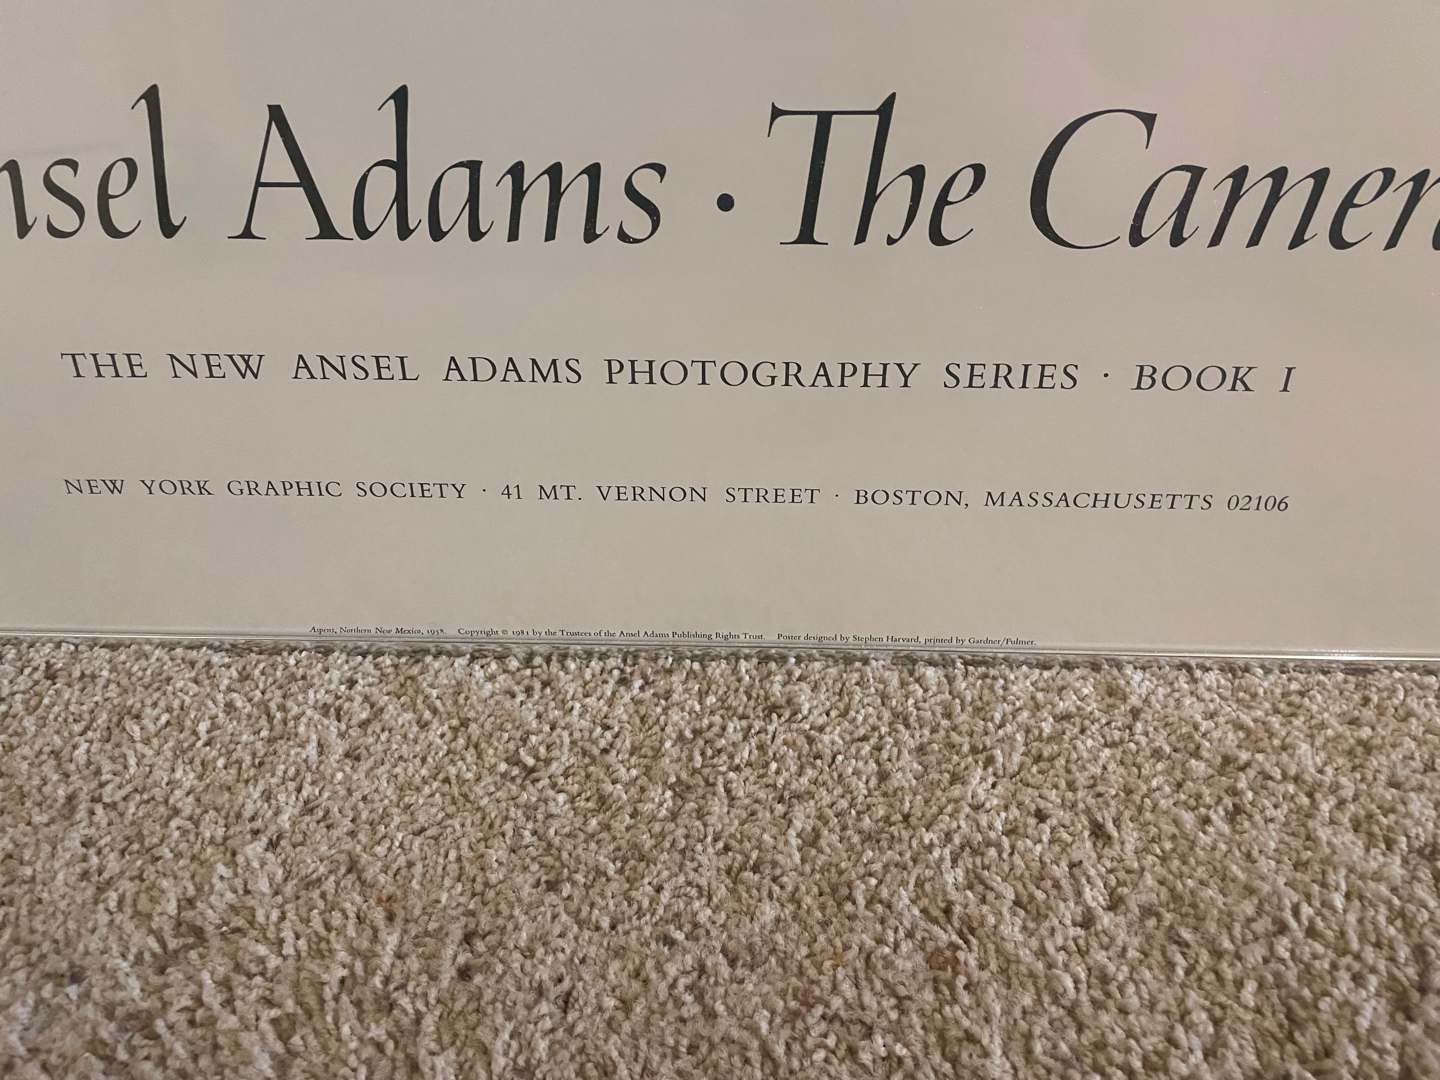 nsel Adams · The Camer
THE NEW ANSEL ADAMS PHOTOGRAPHY SERIES · BOOK I
NEW YORK GRAPHIC SOCIETY · 41 MT. VERNON STREET · BOSTON, MASSACHUSETTS 02106
Aspens, Northern New Mexico, 1958. Copyright © 1981 by the Trustees of the Ansel Adams Publishing Rights Trust. Poster designed by Stephen Harvard, printed by Gardner/Fulmer.